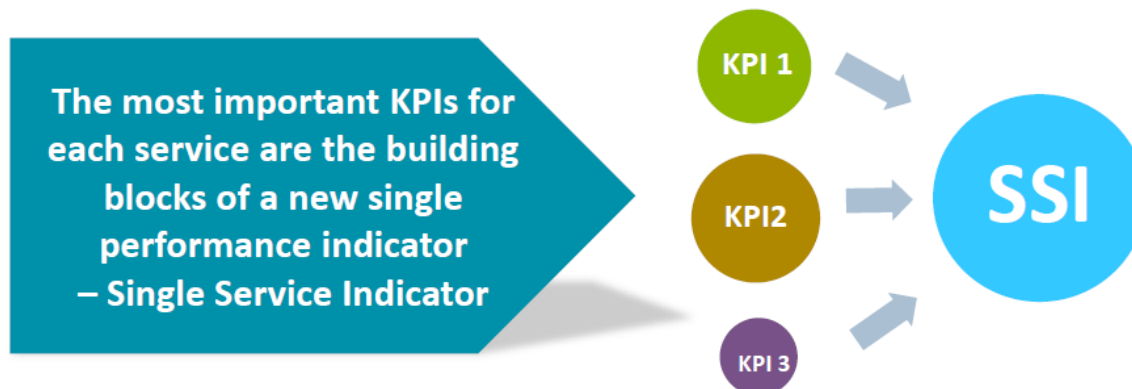 The most important KPIs for
each service are the building
blocks of a new single
performance indicator
– Single Service Indicator
KPI 1
KPI2
KPI 3
SSI